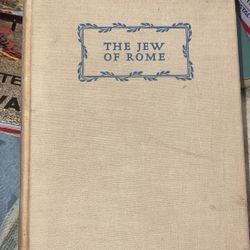 THE JEW
OF ROME